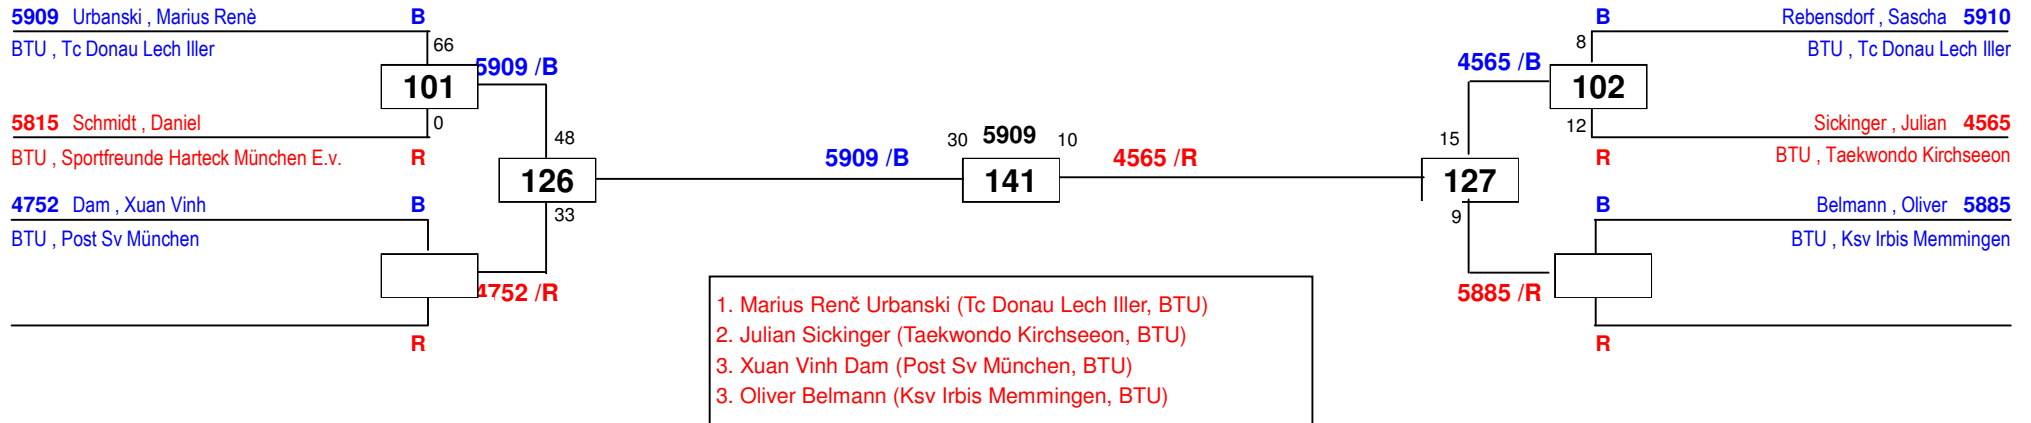 5909 Urbanski , Marius Renè B
BTU , Tc Donau Lech Iller
66
5909 /B
101
5815 Schmidt , Daniel
0
BTU , Sportfreunde Harteck München E.v. R
48
126
33
4752 Dam , Xuan Vinh B
BTU , Post Sv München
4752 /R
R
5909 /B
30 5909 10
141
4565 /R
B Rebensdorf , Sascha 5910
8
BTU , Tc Donau Lech Iller
4565 /B
102
Sickinger , Julian 4565
12
R BTU , Taekwondo Kirchseeon
15
127
9
B Belmann , Oliver 5885
BTU , Ksv Irbis Memmingen
5885 /R
R
1. Marius Renč Urbanski (Tc Donau Lech Iller, BTU)
2. Julian Sickinger (Taekwondo Kirchseeon, BTU)
3. Xuan Vinh Dam (Post Sv München, BTU)
3. Oliver Belmann (Ksv Irbis Memmingen, BTU)